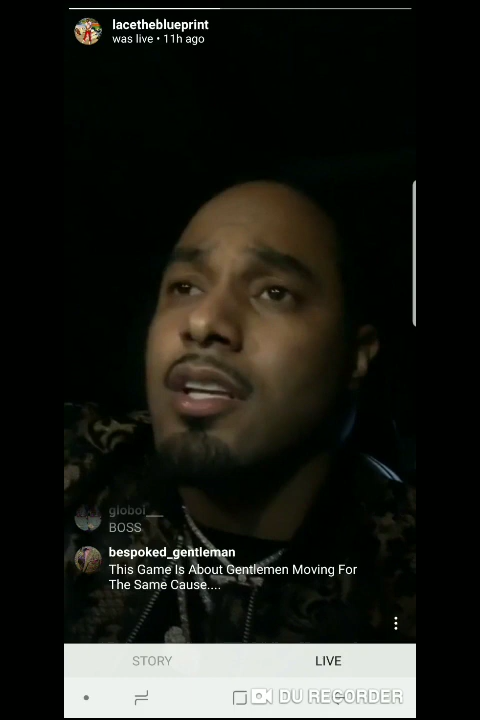 lacetheblueprint
was live • 11h ago
globol__
BOSS
bespoked_gentleman
This Game Is About Gentlemen Moving For
The Same Cause....
STORY
LIVE
DU RECORDER